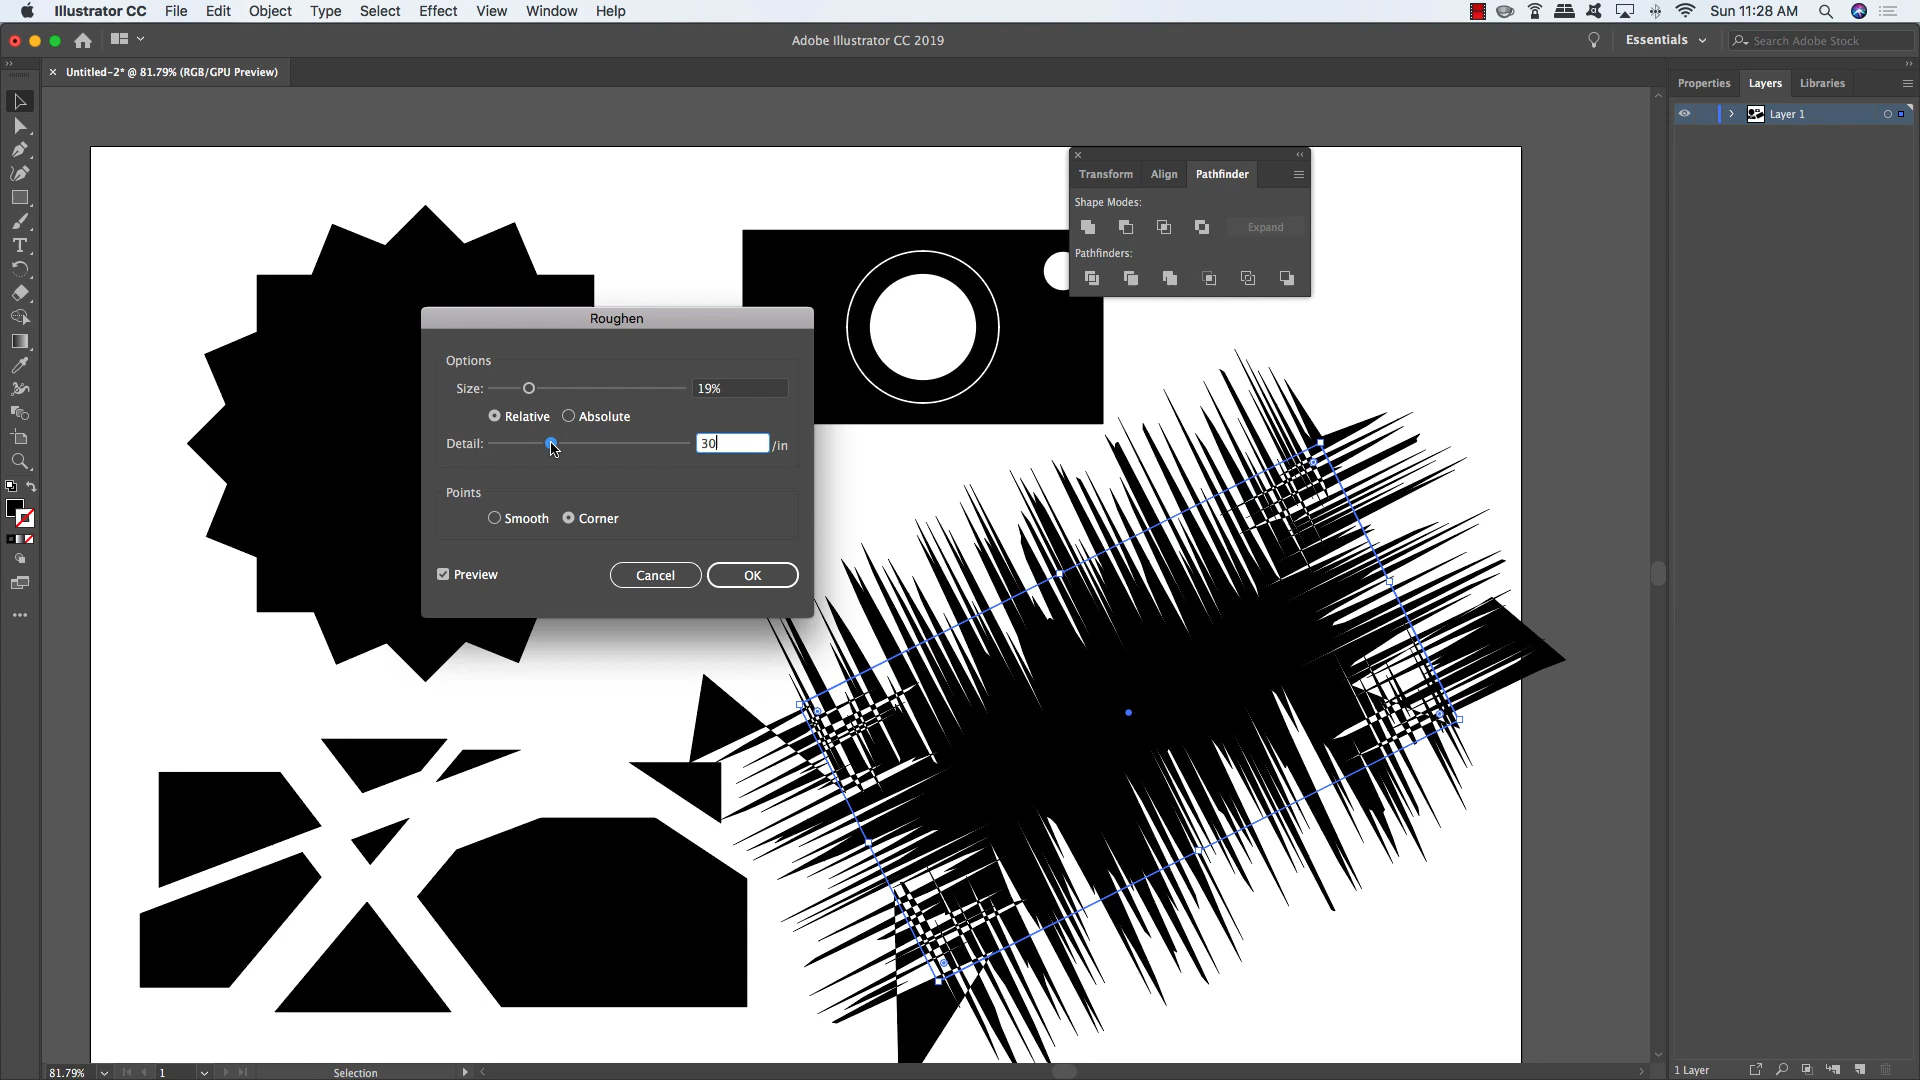 Illustrator CC File Edit Object Type Select Effect View Window Help Sun 11:28 AM
Adobe Illustrator CC 2019 Essentials Search Adobe Stock
Untitled-2* @ 81.79% (RGB/GPU Preview)
Properties Layers Libraries
Layer 1
Transform Align Pathfinder
Shape Modes:
Expand
Pathfinders:
Roughen
Options
Size: 19%
Relative Absolute
Detail: 30 /in
Points
Smooth Corner
Preview Cancel OK
81.79% 1 Selection
1 Layer